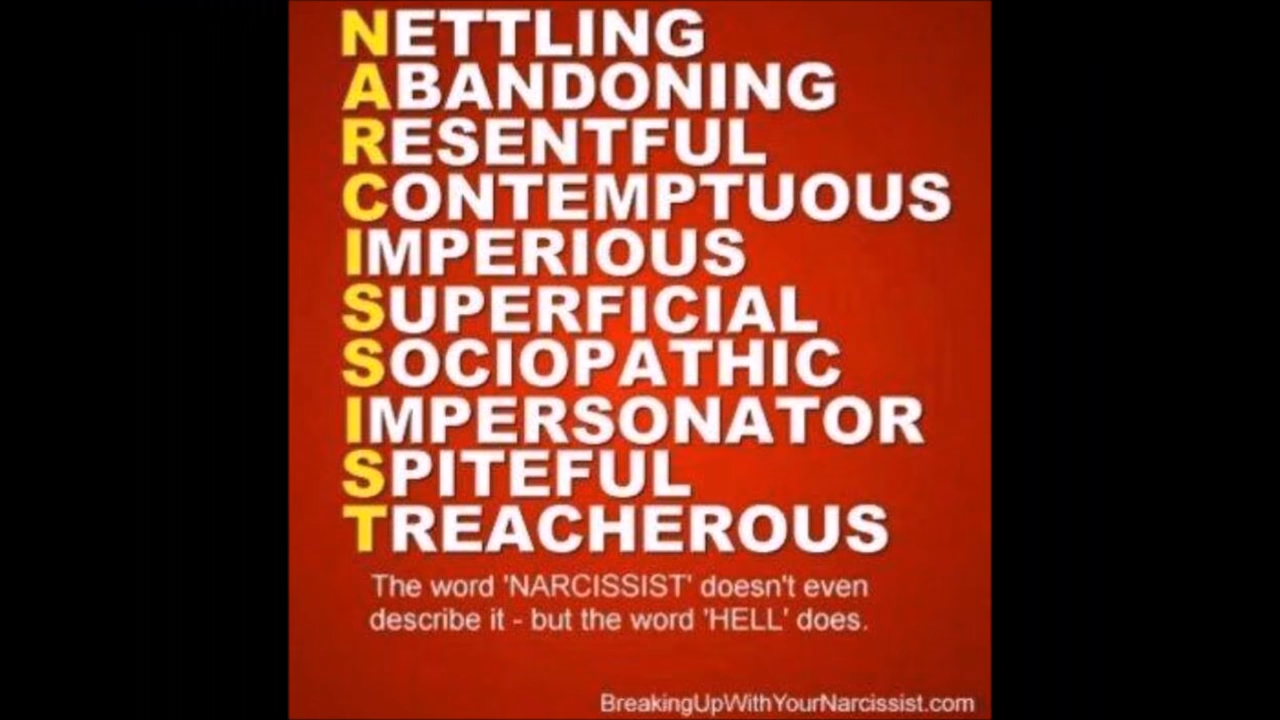 NETTLING
ABANDONING
RESENTFUL
CONTEMPTUOUS
IMPERIOUS
SUPERFICIAL
SOCIOPATHIC
IMPERSONATOR
SPITEFUL
TREACHEROUS
The word 'NARCISSIST' doesn't even
describe it - but the word 'HELL' does.
BreakingUpWithYourNarcissist.com